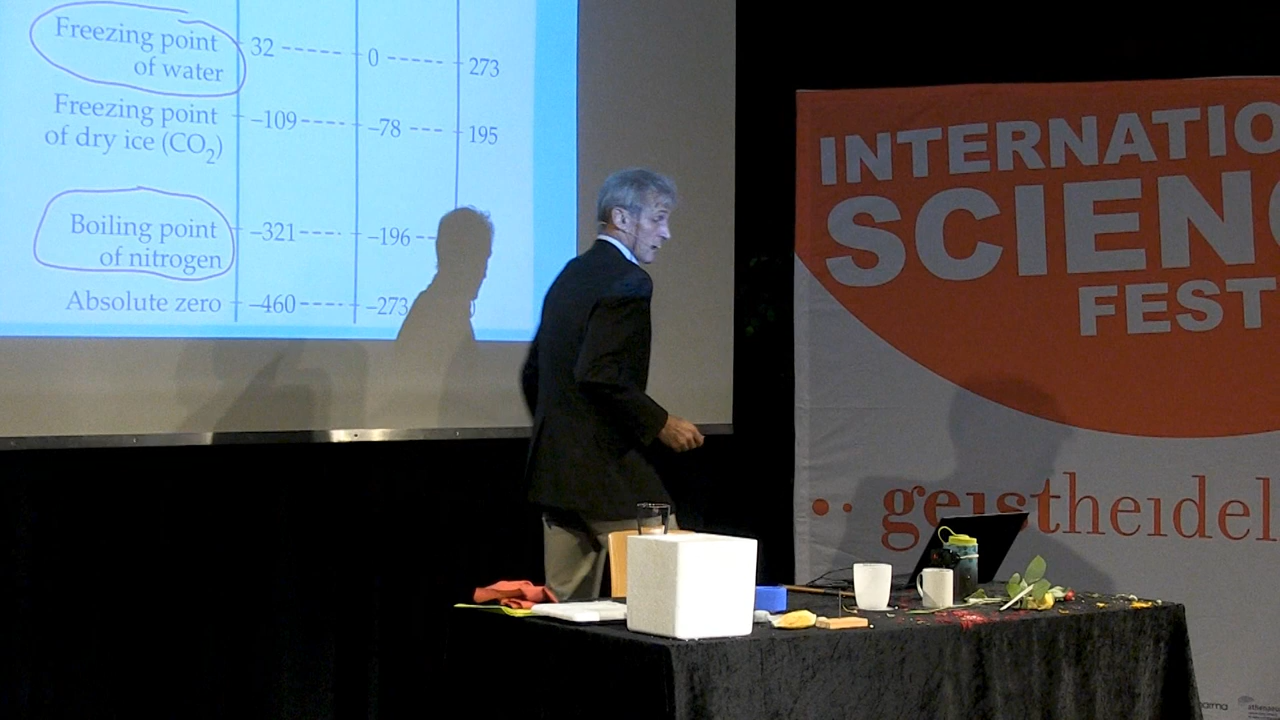 Freezing point 32 0
of water 273
Freezing point –109 –78 195
of dry ice (CO2)
Boiling point –321 –196
of nitrogen
Absolute zero –460 –273
INTERNATIO
SCIENC
FEST
geistheidel